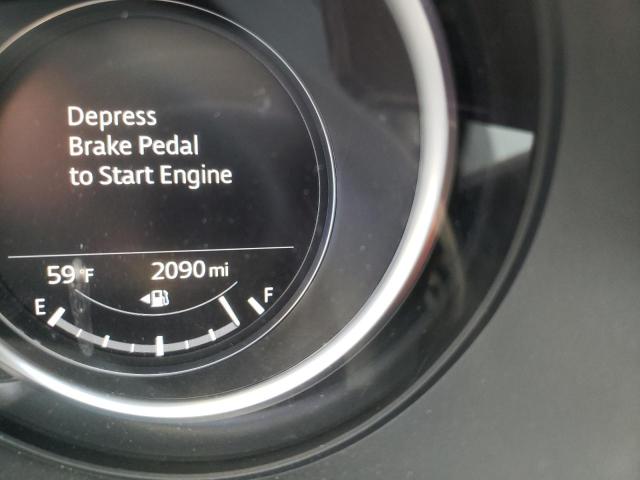 Depress
Brake Pedal
to Start Engine
59°F 2090 mi
E F